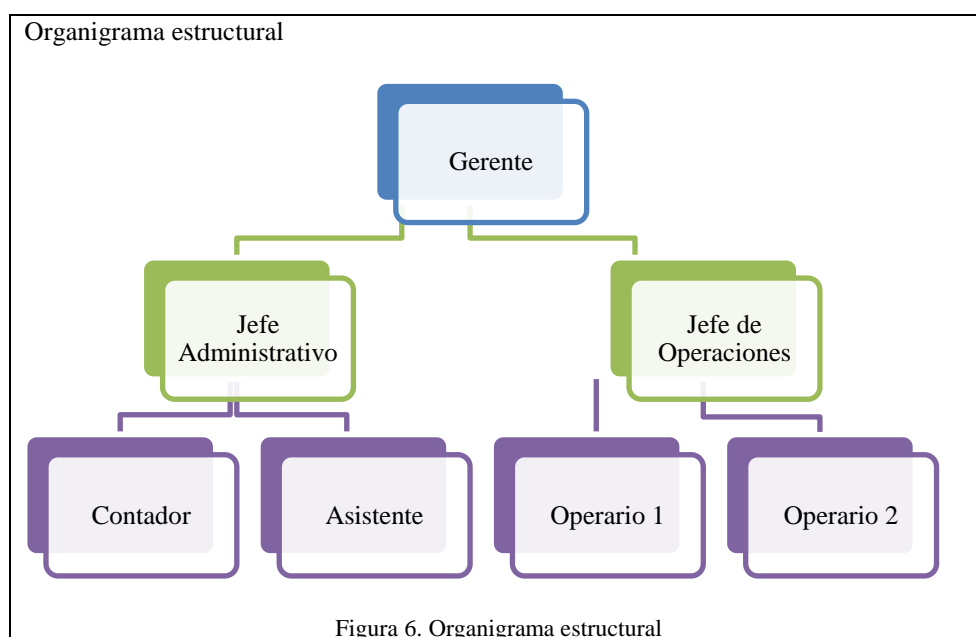 Organigrama estructural
Gerente
Jefe
Administrativo
Jefe de
Operaciones
Contador
Asistente
Operario 1
Operario 2
Figura 6. Organigrama estructural